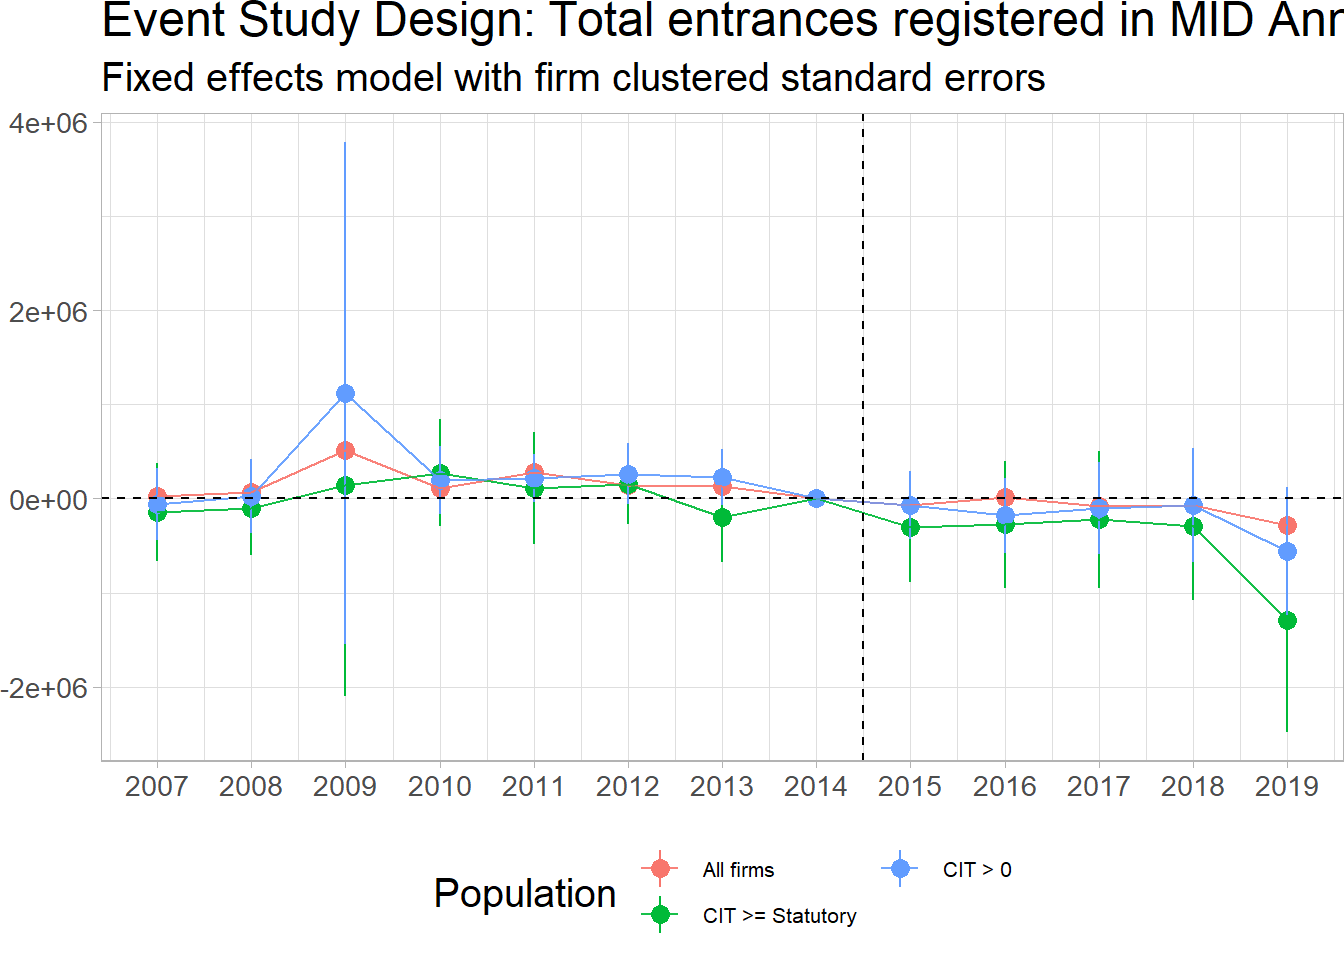 Event Study Design: Total entrances registered in MID Ann
Fixed effects model with firm clustered standard errors
4e+06
2e+06
0e+00
-2e+06
2007 2008 2009 2010 2011 2012 2013 2014 2015 2016 2017 2018 2019
Population
All firms
CIT > 0
CIT >= Statutory